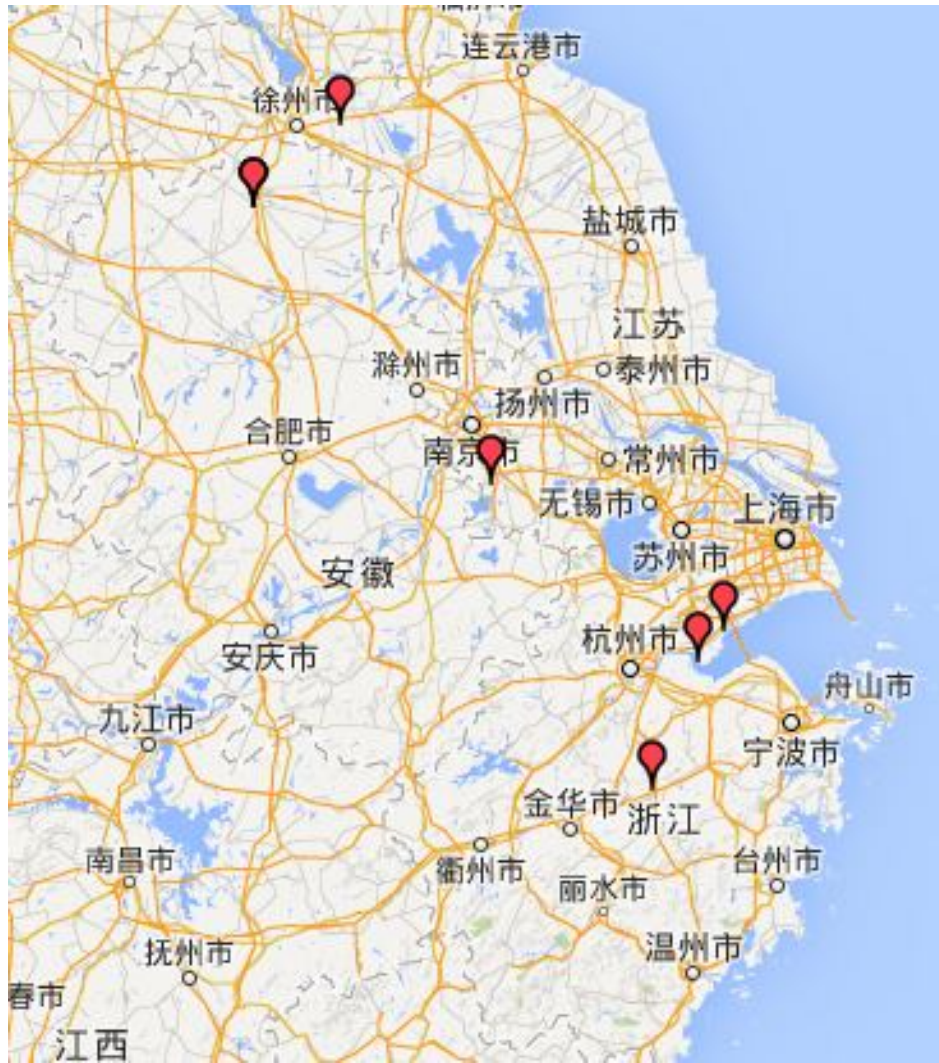 连云港市
徐州市
盐城市
江苏
滁州市
泰州市
扬州市
合肥市
南京市
常州市
无锡市
上海市
苏州市
安徽
杭州市
安庆市
舟山市
九江市
宁波市
金华市
浙江
南昌市
衢州市
台州市
丽水市
抚州市
温州市
春市
江西